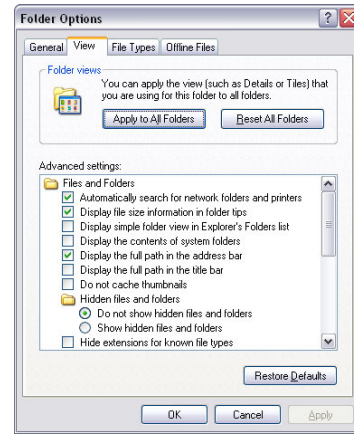 Folder Options
General View File Types Offline Files
Folder views
You can apply the view (such as Details or Tiles) that
you are using for this folder to all folders.
Apply to All Folders Reset All Folders
Advanced settings:
Files and Folders
Automatically search for network folders and printers
Display file size information in folder tips
Display simple folder view in Explorer's Folders list
Display the contents of system folders
Display the full path in the address bar
Display the full path in the title bar
Do not cache thumbnails
Hidden files and folders
Do not show hidden files and folders
Show hidden files and folders
Hide extensions for known file types
Restore Defaults
OK Cancel Apply